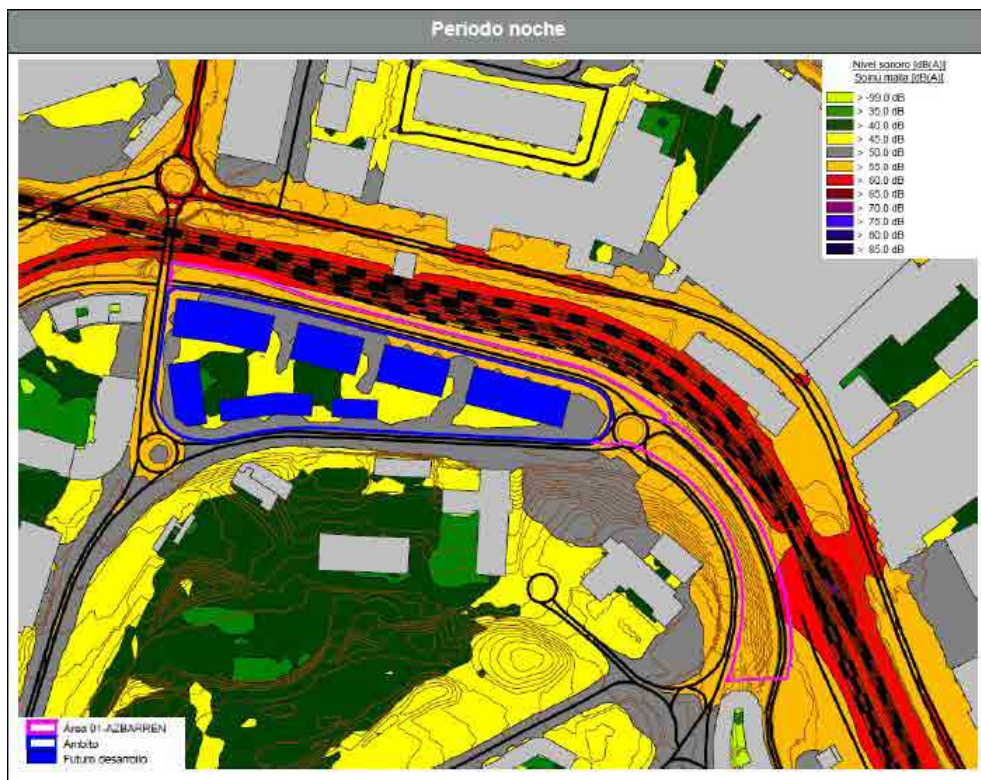 Periodo noche
Nivel sonoro [dB(A)]
Soinu maila [dB(A)]
> -99.0 dB
> 35.0 dB
> 40.0 dB
> 45.0 dB
> 50.0 dB
> 55.0 dB
> 60.0 dB
> 65.0 dB
> 70.0 dB
> 75.0 dB
> 80.0 dB
> 85.0 dB
Área 01-AZBARREN
Ámbito
Futuro desarrollo